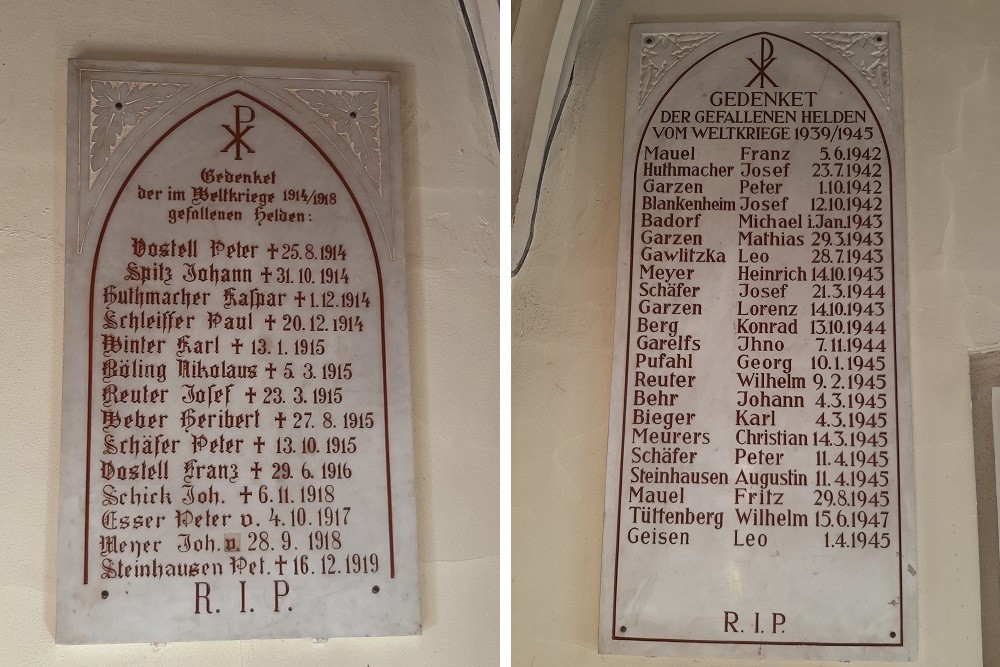 Gedenket
der im Weltkriege 1914/1918
gefallenen Helden:
Vostell Peter † 25.8.1914
Spitz Johann † 31.10.1914
Huthmacher Kaspar † 1.12.1914
Schleiffer Paul † 20.12.1914
Winter Karl † 13.1.1915
Böling Nikolaus † 5.3.1915
Reuter Josef † 23.3.1915
Weber Heribert † 27.8.1915
Schäfer Peter † 13.10.1915
Vostell Franz † 29.6.1916
Schick Joh. † 6.11.1918
Esser Peter v. 4.10.1917
Meyer Joh. v. 28.9.1918
Steinhausen Pet. † 16.12.1919
R. I. P.
GEDENKET
DER GEFALLENEN HELDEN
VOM WELTKRIEGE 1939/1945
Mauel Franz 5.6.1942
Huthmacher Josef 23.7.1942
Garzen Peter 1.10.1942
Blankenheim Josef 12.10.1942
Badorf Michael i.Jan.1943
Garzen Mathias 29.3.1943
Gawlitzka Leo 28.7.1943
Meyer Heinrich 14.10.1943
Schäfer Josef 21.3.1944
Garzen Lorenz 14.10.1943
Berg Konrad 13.10.1944
Garelfs Jhno 7.11.1944
Pufahl Georg 10.1.1945
Reuter Wilhelm 9.2.1945
Behr Johann 4.3.1945
Bieger Karl 4.3.1945
Meurers Christian 14.3.1945
Schäfer Peter 11.4.1945
Steinhausen Augustin 11.4.1945
Mauel Fritz 29.8.1945
Tüttenberg Wilhelm 15.6.1947
Geisen Leo 1.4.1945
R. I. P.